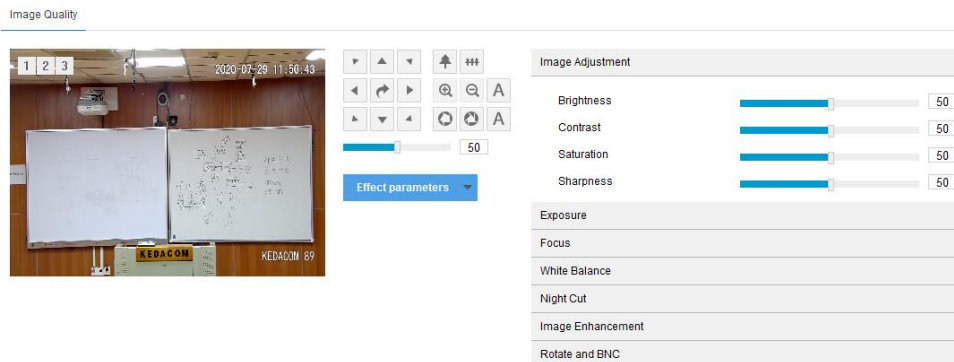 Image Quality
1 2 3
2020-07-29 11:50:43
KEDACOM
KEDACOM 89
A
A
50
Effect parameters
Image Adjustment
Brightness 50
Contrast 50
Saturation 50
Sharpness 50
Exposure
Focus
White Balance
Night Cut
Image Enhancement
Rotate and BNC